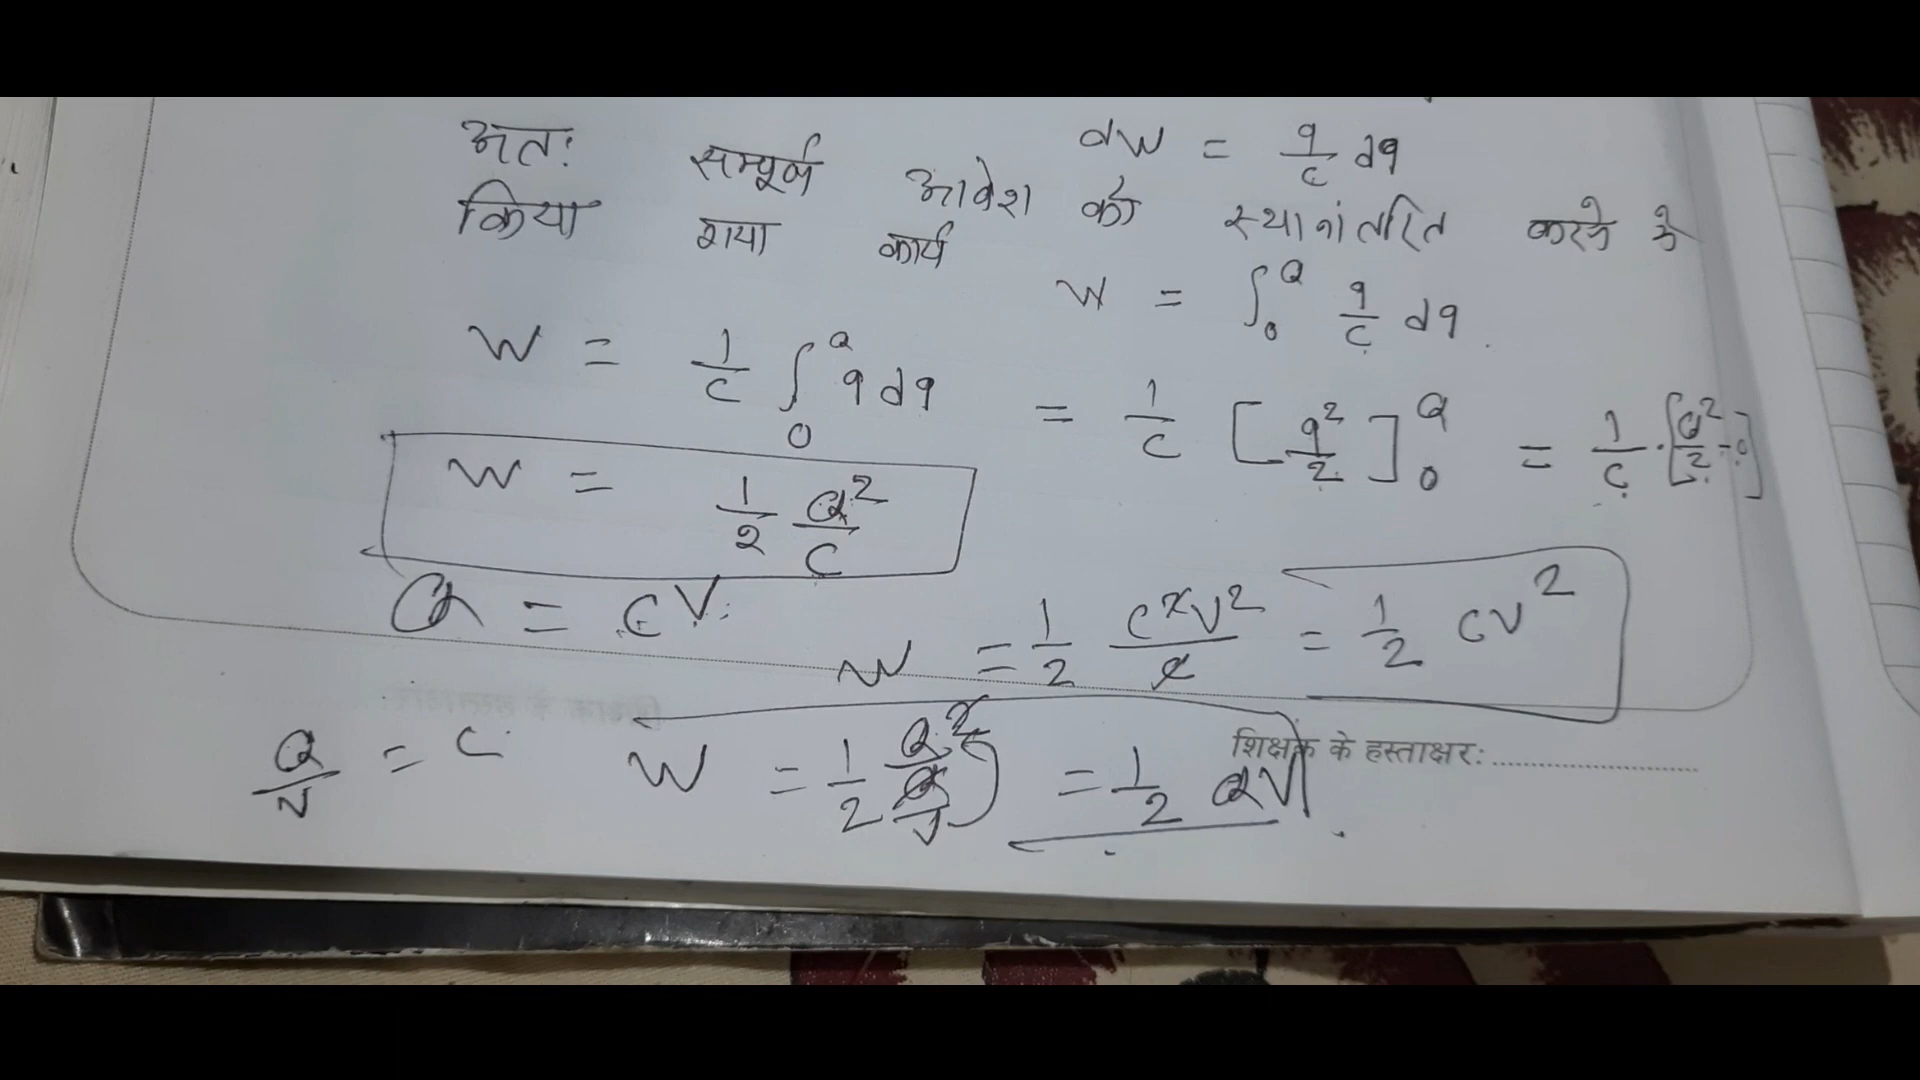 dW = q/c dq
अतः सम्पूर्ण आवेश को स्थानांतरित करने में
किया गया कार्य
W = ∫₀^Q q/c dq
W = 1/c ∫₀^Q q dq = 1/c [q²/2]₀^Q = 1/c · [Q²/2 - 0]
W = 1/2 Q²/C
Q = CV
W = 1/2 C²V²/C = 1/2 CV²
शिक्षक के हस्ताक्षर: ........................
Q/V = C W = 1/2 Q²/(Q/V) = 1/2 QV